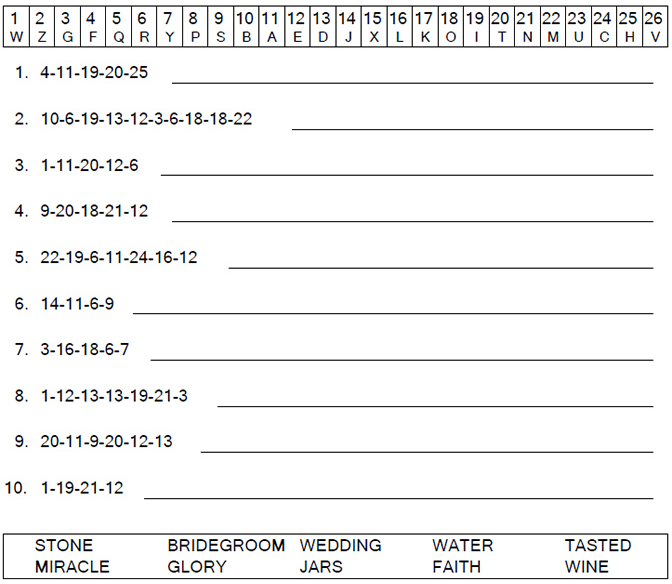 1 2 3 4 5 6 7 8 9 10 11 12 13 14 15 16 17 18 19 20 21 22 23 24 25 26
W Z G F Q R Y P S B A E D J X L K O I T N M U C H V
1. 4-11-19-20-25
2. 10-6-19-13-12-3-6-18-18-22
3. 1-11-20-12-6
4. 9-20-18-21-12
5. 22-19-6-11-24-16-12
6. 14-11-6-9
7. 3-16-18-6-7
8. 1-12-13-13-19-21-3
9. 20-11-9-20-12-13
10. 1-19-21-12
STONE BRIDEGROOM WEDDING WATER TASTED
MIRACLE GLORY JARS FAITH WINE